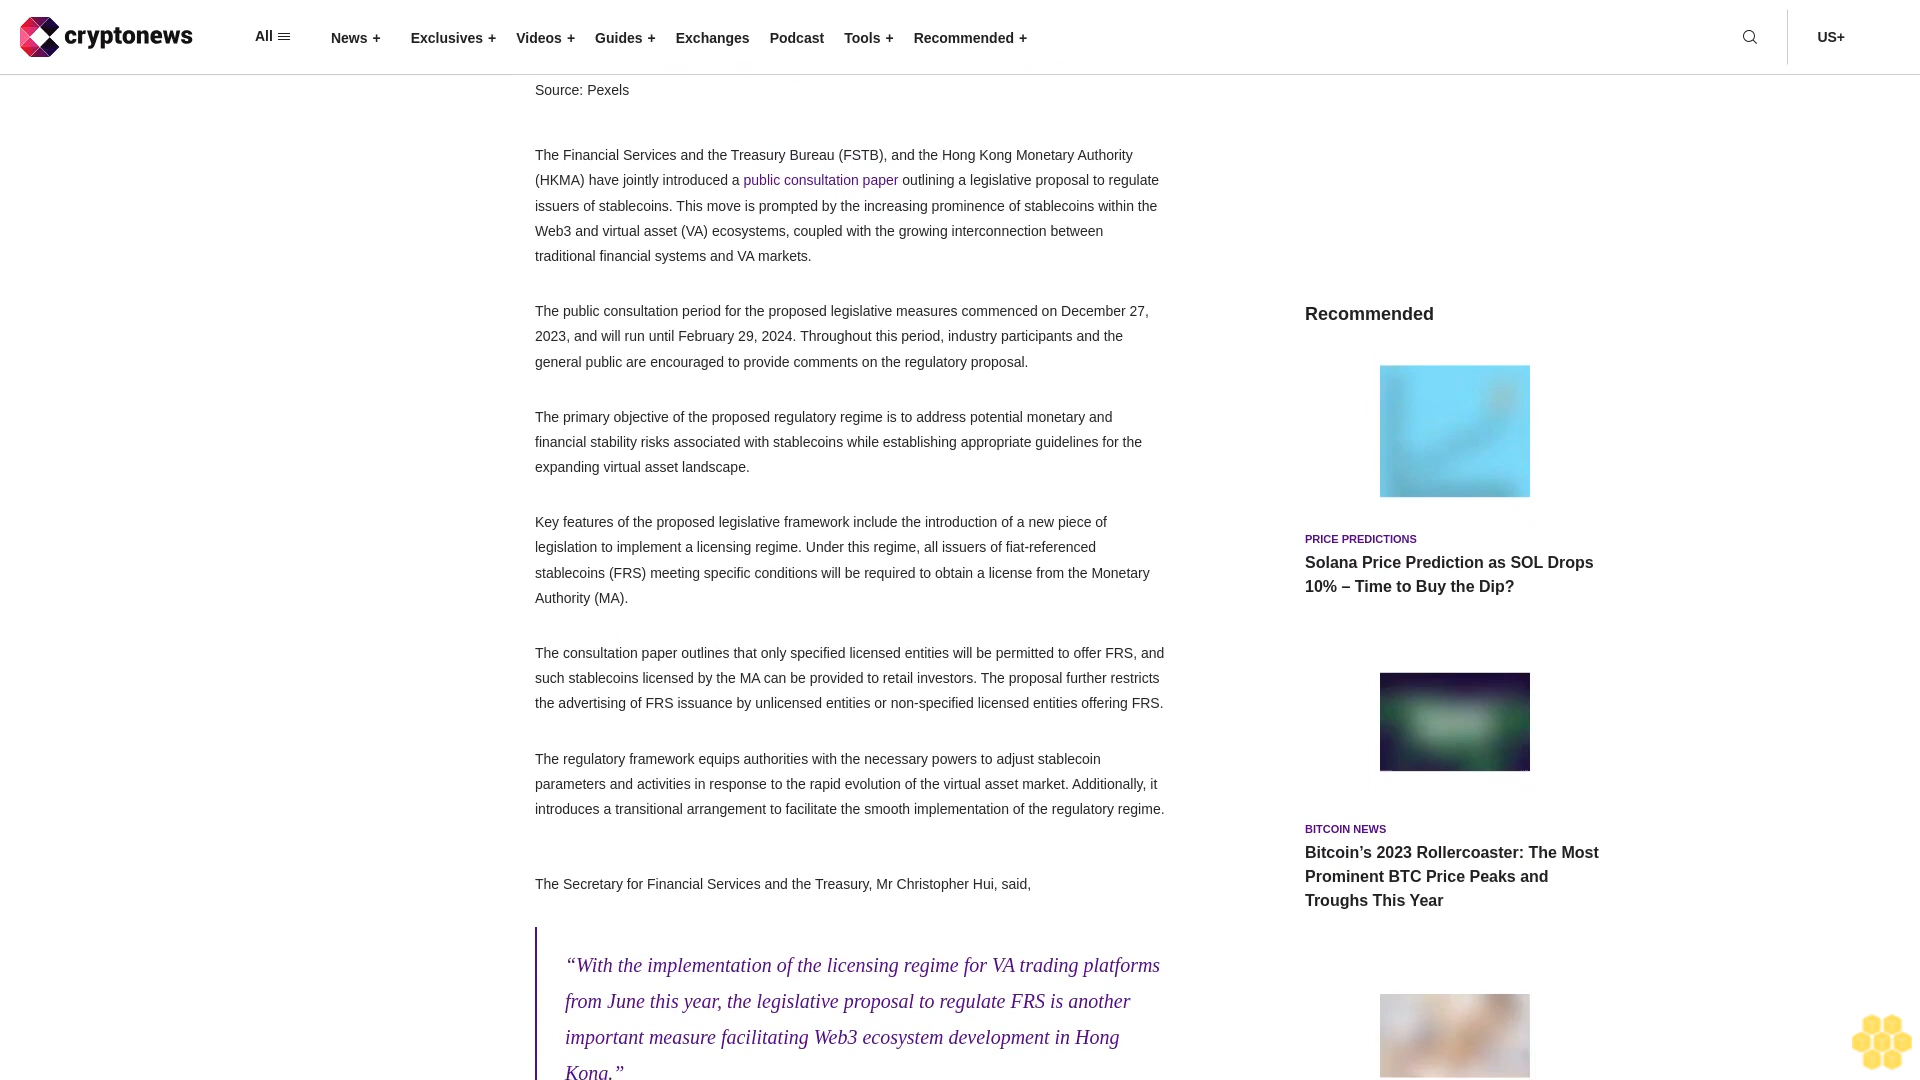 cryptonews
All
News +
Exclusives +
Videos +
Guides +
Exchanges
Podcast
Tools +
Recommended +
US+
Source: Pexels
The Financial Services and the Treasury Bureau (FSTB), and the Hong Kong Monetary Authority
(HKMA) have jointly introduced a public consultation paper outlining a legislative proposal to regulate
issuers of stablecoins. This move is prompted by the increasing prominence of stablecoins within the
Web3 and virtual asset (VA) ecosystems, coupled with the growing interconnection between
traditional financial systems and VA markets.
The public consultation period for the proposed legislative measures commenced on December 27,
2023, and will run until February 29, 2024. Throughout this period, industry participants and the
general public are encouraged to provide comments on the regulatory proposal.
The primary objective of the proposed regulatory regime is to address potential monetary and
financial stability risks associated with stablecoins while establishing appropriate guidelines for the
expanding virtual asset landscape.
Key features of the proposed legislative framework include the introduction of a new piece of
legislation to implement a licensing regime. Under this regime, all issuers of fiat-referenced
stablecoins (FRS) meeting specific conditions will be required to obtain a license from the Monetary
Authority (MA).
The consultation paper outlines that only specified licensed entities will be permitted to offer FRS, and
such stablecoins licensed by the MA can be provided to retail investors. The proposal further restricts
the advertising of FRS issuance by unlicensed entities or non-specified licensed entities offering FRS.
The regulatory framework equips authorities with the necessary powers to adjust stablecoin
parameters and activities in response to the rapid evolution of the virtual asset market. Additionally, it
introduces a transitional arrangement to facilitate the smooth implementation of the regulatory regime.
The Secretary for Financial Services and the Treasury, Mr Christopher Hui, said,
“With the implementation of the licensing regime for VA trading platforms
from June this year, the legislative proposal to regulate FRS is another
important measure facilitating Web3 ecosystem development in Hong
Kong.”
Recommended
PRICE PREDICTIONS
Solana Price Prediction as SOL Drops
10% – Time to Buy the Dip?
BITCOIN NEWS
Bitcoin’s 2023 Rollercoaster: The Most
Prominent BTC Price Peaks and
Troughs This Year